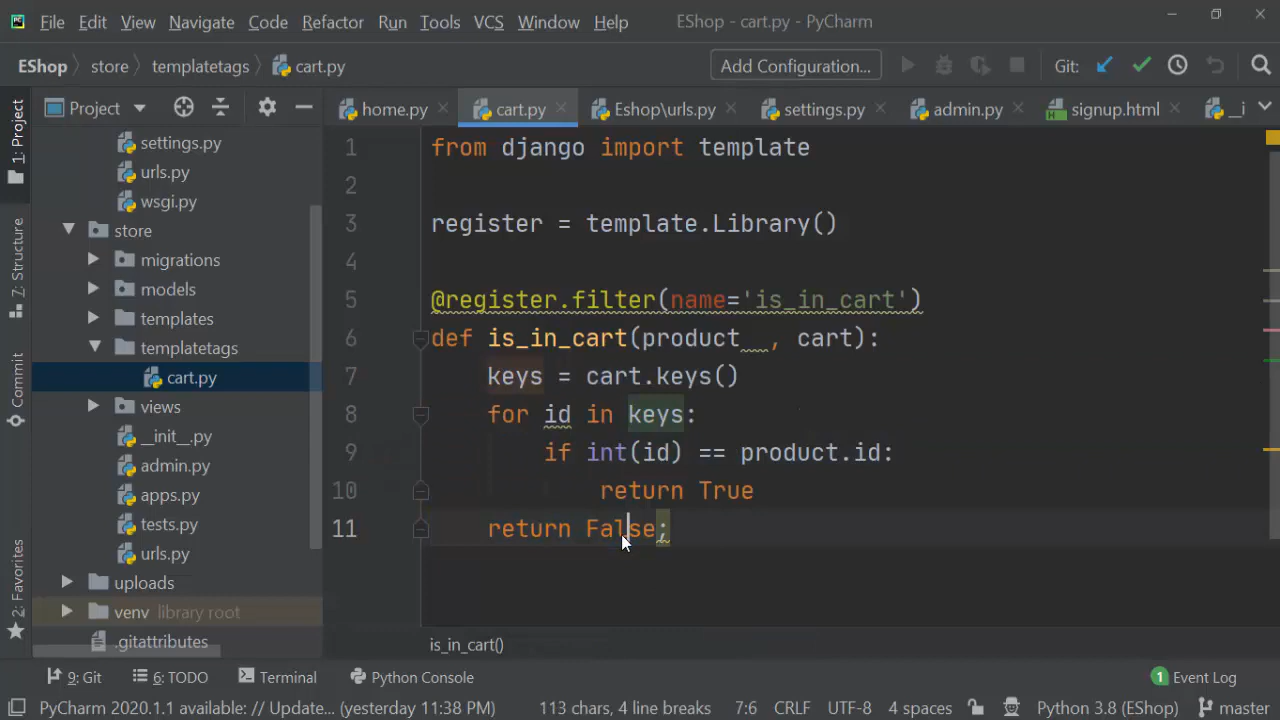 PC File Edit View Navigate Code Refactor Run Tools VCS Window Help EShop - cart.py - PyCharm
EShop store templatetags cart.py Add Configuration... Git:
1: Project
Project
home.py cart.py Eshop\urls.py settings.py admin.py signup.html _i
settings.py
urls.py
wsgi.py
store
migrations
models
templates
templatetags
cart.py
views
__init__.py
admin.py
apps.py
tests.py
urls.py
uploads
venv library root
.gitattributes
7: Structure
Commit
2: Favorites
1 from django import template
2
3 register = template.Library()
4
5 @register.filter(name='is_in_cart')
6 def is_in_cart(product  , cart):
7 keys = cart.keys()
8 for id in keys:
9 if int(id) == product.id:
10 return True
11 return False;
is_in_cart()
9: Git 6: TODO Terminal Python Console 1 Event Log
PyCharm 2020.1.1 available: // Update... (yesterday 11:38 PM) 113 chars, 4 line breaks 7:6 CRLF UTF-8 4 spaces Python 3.8 (EShop) master